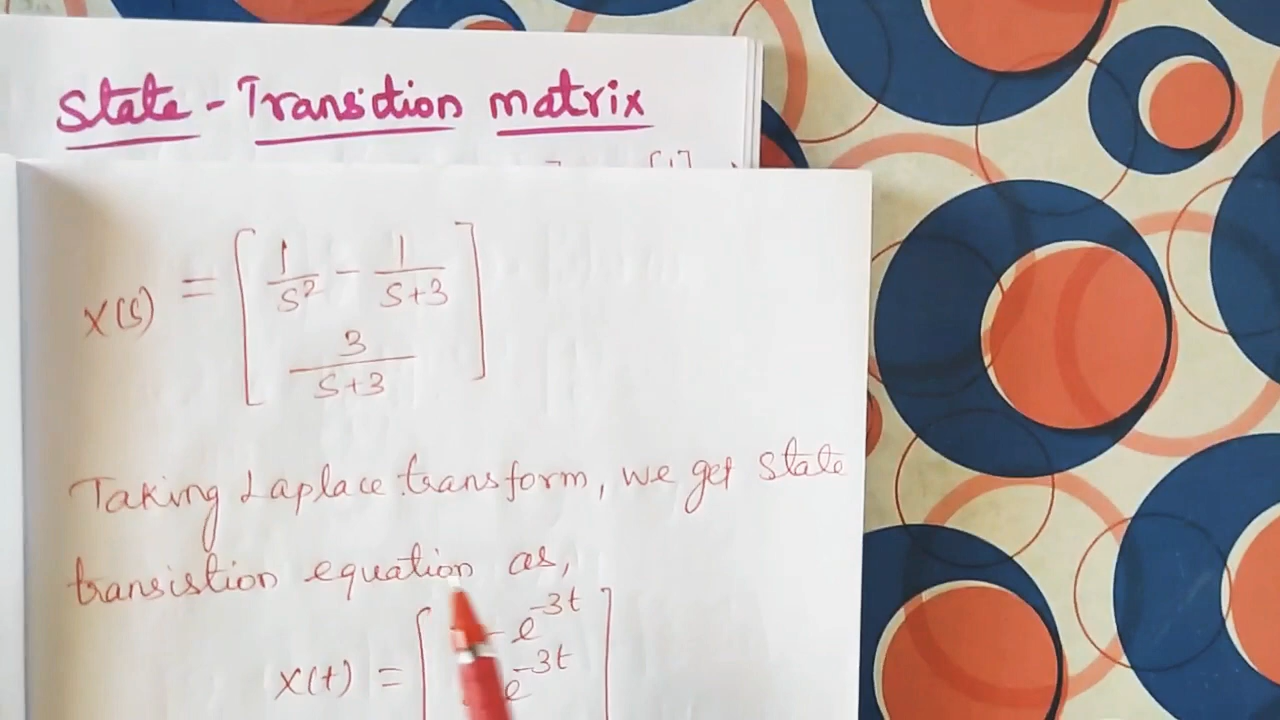 State - Transition matrix
X(s) = [ 1/s² - 1/s+3
3/s+3 ]
Taking Laplace transform, we get state
transistion equation as,
x(t) = [ - e^-3t
e^-3t ]